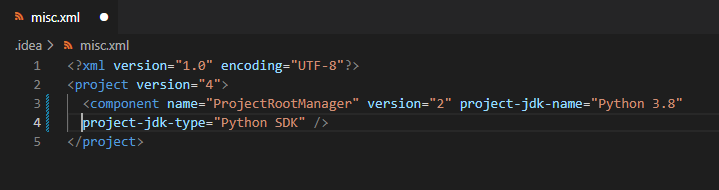 misc.xml
.idea > misc.xml
1 <?xml version="1.0" encoding="UTF-8"?>
2 <project version="4">
3 <component name="ProjectRootManager" version="2" project-jdk-name="Python 3.8"
4 project-jdk-type="Python SDK" />
5 </project>